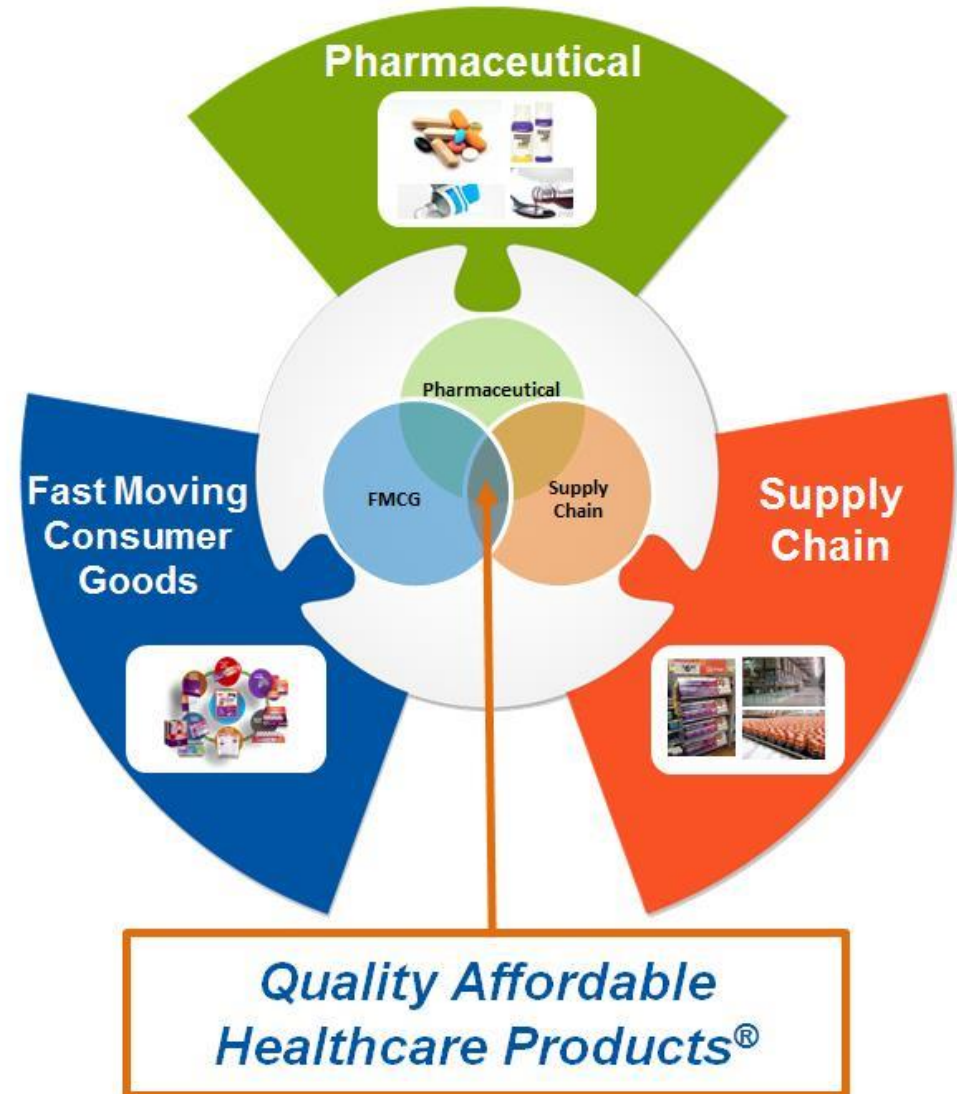 Pharmaceutical
Pharmaceutical
FMCG
Supply
Chain
Fast Moving
Consumer
Goods
Supply
Chain
Quality Affordable
Healthcare Products®